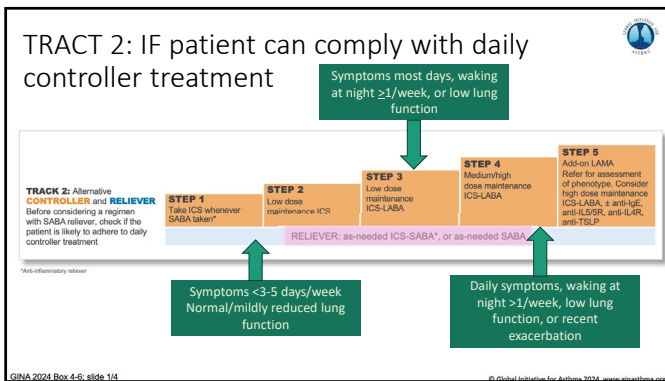 TRACT 2: IF patient can comply with daily
controller treatment
GLOBAL INITIATIVE FOR
ASTHMA
Symptoms most days, waking
at night >1/week, or low lung
function
TRACK 2: Alternative
CONTROLLER and RELIEVER
Before considering a regimen
with SABA reliever, check if the
patient is likely to adhere to daily
controller treatment
STEP 1
Take ICS whenever
SABA taken*
STEP 2
Low dose
maintenance ICS
STEP 3
Low dose
maintenance
ICS-LABA
STEP 4
Medium/high
dose maintenance
ICS-LABA
STEP 5
Add-on LAMA
Refer for assessment
of phenotype. Consider
high dose maintenance
ICS-LABA, ± anti-IgE,
anti-IL5/5R, anti-IL4R,
anti-TSLP
RELIEVER: as-needed ICS-SABA*, or as-needed SABA
*Anti-inflammatory reliever
Symptoms <3-5 days/week
Normal/mildly reduced lung
function
Daily symptoms, waking at
night >1/week, low lung
function, or recent
exacerbation
GINA 2024 Box 4-6; slide 1/4
© Global Initiative for Asthma 2024, www.ginasthma.org